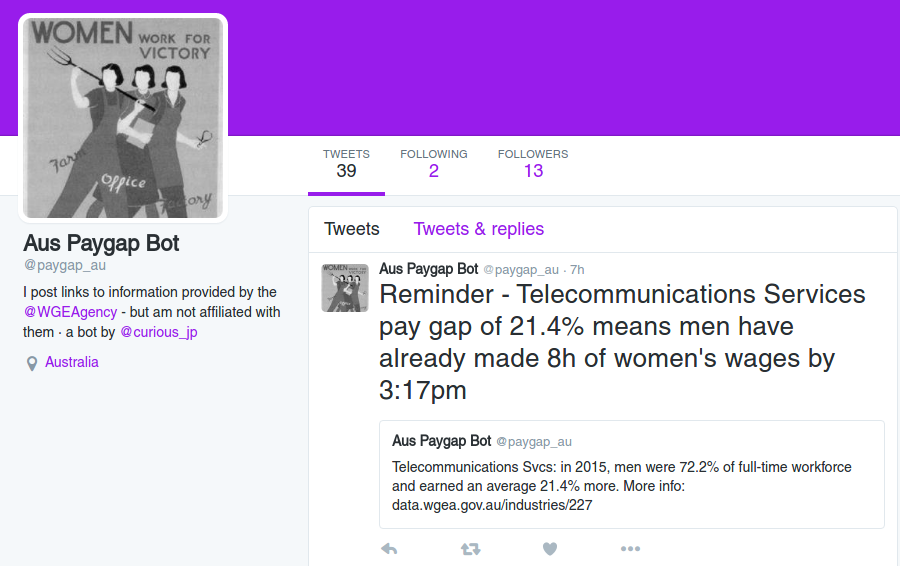 WOMEN WORK FOR
VICTORY
Farm
Office
Factory
TWEETS
39
FOLLOWING
2
FOLLOWERS
13
Aus Paygap Bot
@paygap_au
I post links to information provided by the
@WGEAgency - but am not affiliated with
them · a bot by @curious_jp
Australia
Tweets
Tweets & replies
WOMEN WORK FOR
VICTORY
Aus Paygap Bot @paygap_au · 7h
Reminder - Telecommunications Services
pay gap of 21.4% means men have
already made 8h of women's wages by
3:17pm
Aus Paygap Bot @paygap_au
Telecommunications Svcs: in 2015, men were 72.2% of full-time workforce
and earned an average 21.4% more. More info:
data.wgea.gov.au/industries/227